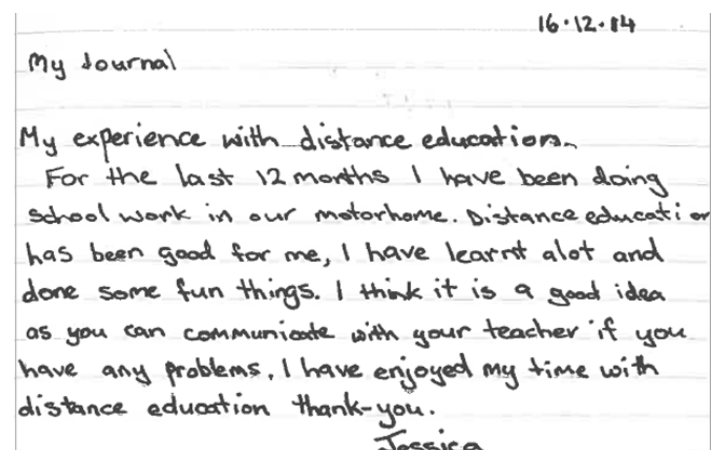 16.12.14
My Journal
My experience with distance education.
For the last 12 months I have been doing
school work in our motorhome. Distance education
has been good for me, I have learnt alot and
done some fun things. I think it is a good idea
as you can communicate with your teacher if you
have any problems. I have enjoyed my time with
distance education thank-you.
Jessica